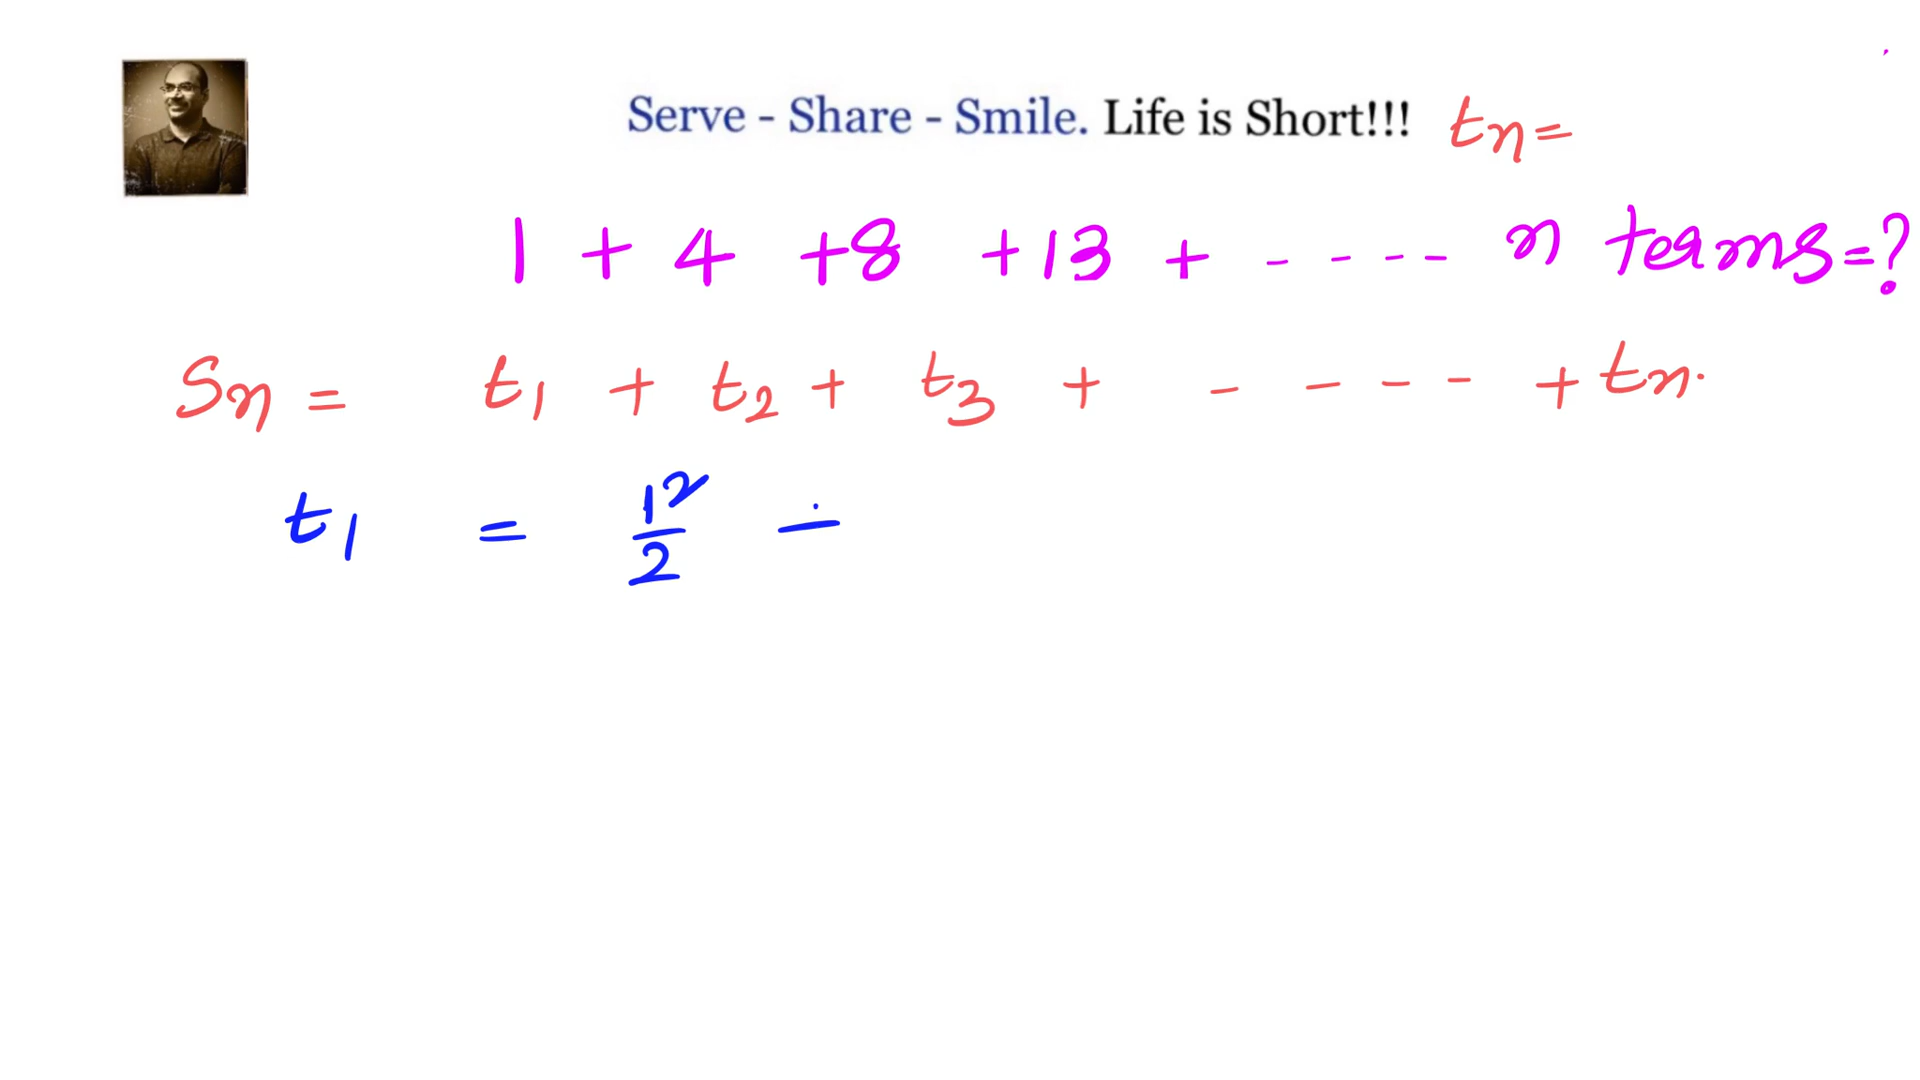 Serve - Share - Smile. Life is Short!!! tn=
1 + 4 + 8 + 13 + - - - - n terms = ?
Sn = t1 + t2 + t3 + - - - - + tn.
t1 = 1²/2 ÷